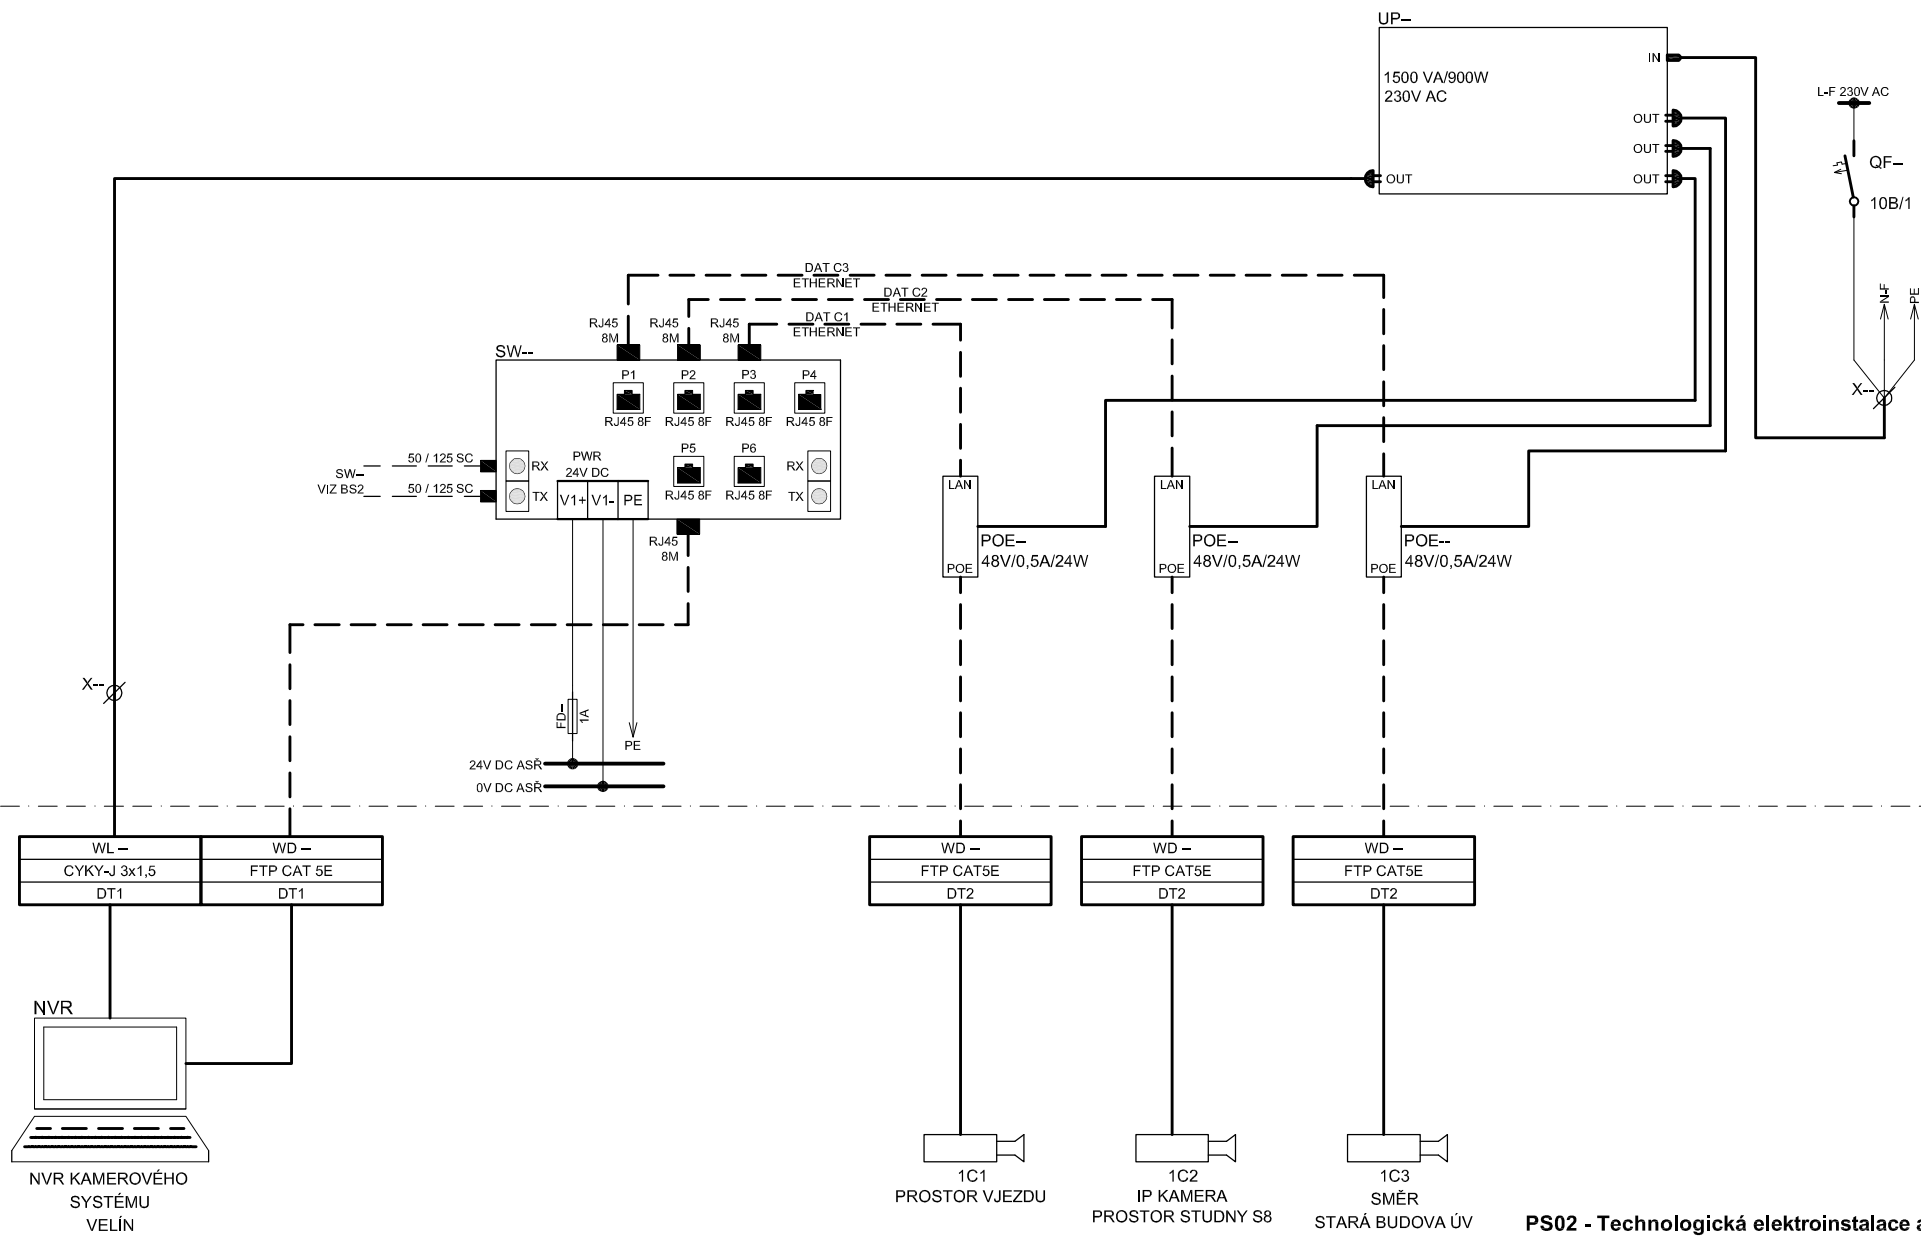 UP–
IN
1500 VA/900W
230V AC
OUT
OUT
OUT
OUT
L-F 230V AC
QF–
10B/1
N-F
PE
X--
DAT C3
ETHERNET
DAT C2
ETHERNET
DAT C1
ETHERNET
RJ45
8M
RJ45
8M
RJ45
8M
SW--
P1
P2
P3
P4
RJ45 8F
RJ45 8F
RJ45 8F
RJ45 8F
P5
P6
RJ45 8F
RJ45 8F
PWR
24V DC
V1+
V1-
PE
RX
TX
RX
TX
50 / 125 SC
50 / 125 SC
SW–
VIZ BS2
RJ45
8M
LAN
POE
POE–
48V/0,5A/24W
LAN
POE
POE–
48V/0,5A/24W
LAN
POE
POE--
48V/0,5A/24W
X--
FD–
1A
PE
24V DC ASŘ
0V DC ASŘ
WL –
CYKY-J 3x1,5
DT1
WD –
FTP CAT 5E
DT1
WD –
FTP CAT5E
DT2
WD –
FTP CAT5E
DT2
WD –
FTP CAT5E
DT2
NVR
NVR KAMEROVÉHO
SYSTÉMU
VELÍN
1C1
PROSTOR VJEZDU
1C2
IP KAMERA
PROSTOR STUDNY S8
1C3
SMĚR
STARÁ BUDOVA ÚV
PS02 - Technologická elektroinstalace a